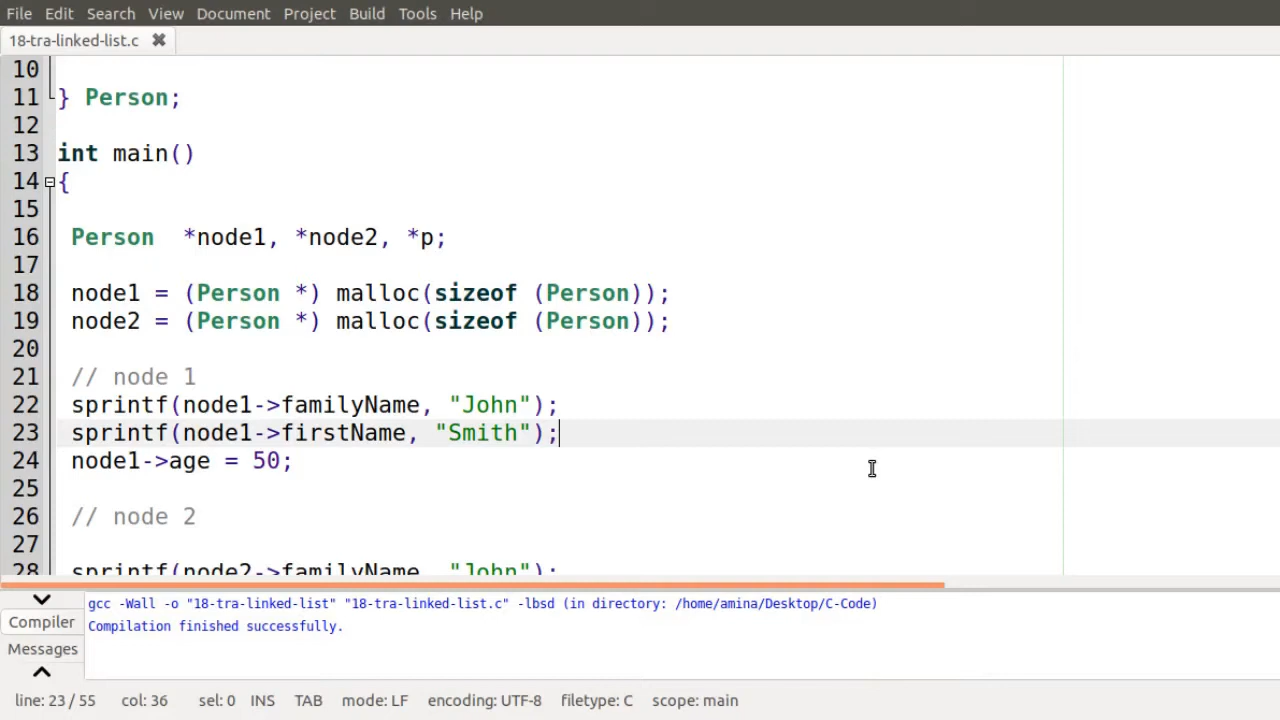 File Edit Search View Document Project Build Tools Help
18-tra-linked-list.c
10
11 } Person;
12
13 int main()
14 {
15
16 Person  *node1, *node2, *p;
17
18 node1 = (Person *) malloc(sizeof (Person));
19 node2 = (Person *) malloc(sizeof (Person));
20
21 // node 1
22 sprintf(node1->familyName, "John");
23 sprintf(node1->firstName, "Smith");
24 node1->age = 50;
25
26 // node 2
27
28 sprintf(node2->familyName, "John");
Compiler
Messages
gcc -Wall -o "18-tra-linked-list" "18-tra-linked-list.c" -lbsd (in directory: /home/amina/Desktop/C-Code)
Compilation finished successfully.
line: 23 / 55 col: 36 sel: 0 INS TAB mode: LF encoding: UTF-8 filetype: C scope: main